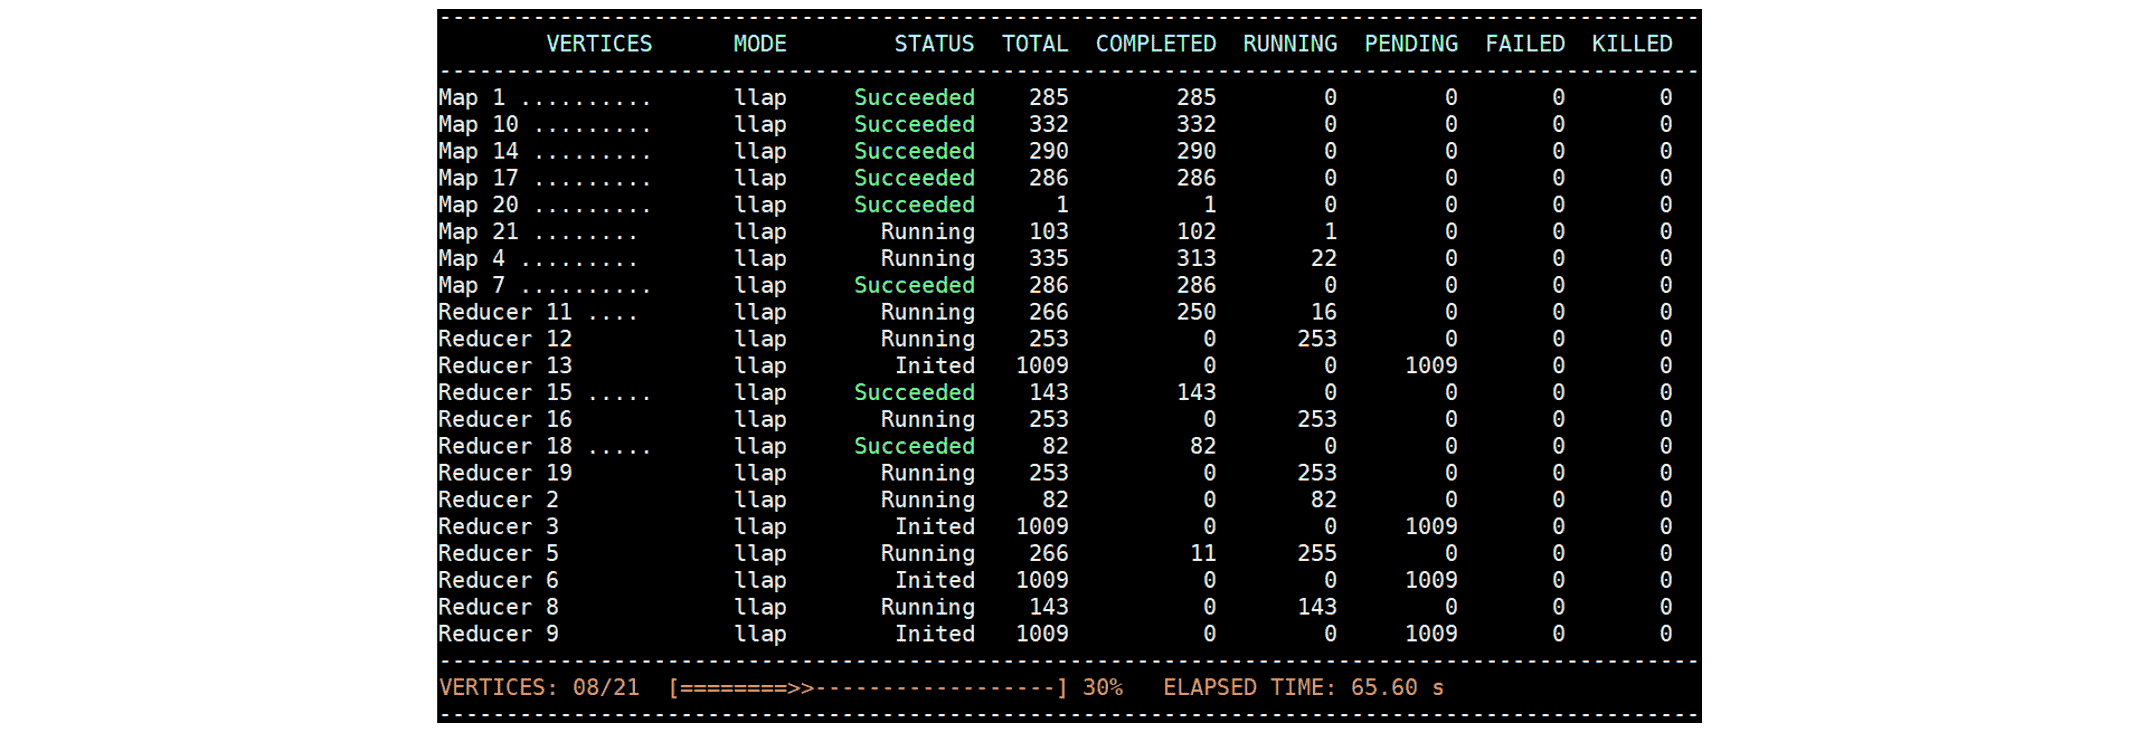 ----------------------------------------------------------------------------------------------
        VERTICES      MODE        STATUS  TOTAL  COMPLETED  RUNNING  PENDING  FAILED  KILLED
----------------------------------------------------------------------------------------------
Map 1 ..........      llap     Succeeded    285        285        0        0       0       0
Map 10 .........      llap     Succeeded    332        332        0        0       0       0
Map 14 .........      llap     Succeeded    290        290        0        0       0       0
Map 17 .........      llap     Succeeded    286        286        0        0       0       0
Map 20 .........      llap     Succeeded      1          1        0        0       0       0
Map 21 ........       llap       Running    103        102        1        0       0       0
Map 4 .........       llap       Running    335        313       22        0       0       0
Map 7 ..........      llap     Succeeded    286        286        0        0       0       0
Reducer 11 ....       llap       Running    266        250       16        0       0       0
Reducer 12            llap       Running    253          0      253        0       0       0
Reducer 13            llap        Inited   1009          0        0     1009       0       0
Reducer 15 .....      llap     Succeeded    143        143        0        0       0       0
Reducer 16            llap       Running    253          0      253        0       0       0
Reducer 18 .....      llap     Succeeded     82         82        0        0       0       0
Reducer 19            llap       Running    253          0      253        0       0       0
Reducer 2             llap       Running     82          0       82        0       0       0
Reducer 3             llap        Inited   1009          0        0     1009       0       0
Reducer 5             llap       Running    266         11      255        0       0       0
Reducer 6             llap        Inited   1009          0        0     1009       0       0
Reducer 8             llap       Running    143          0      143        0       0       0
Reducer 9             llap        Inited   1009          0        0     1009       0       0
----------------------------------------------------------------------------------------------
VERTICES: 08/21  [========>>------------------] 30%   ELAPSED TIME: 65.60 s
----------------------------------------------------------------------------------------------